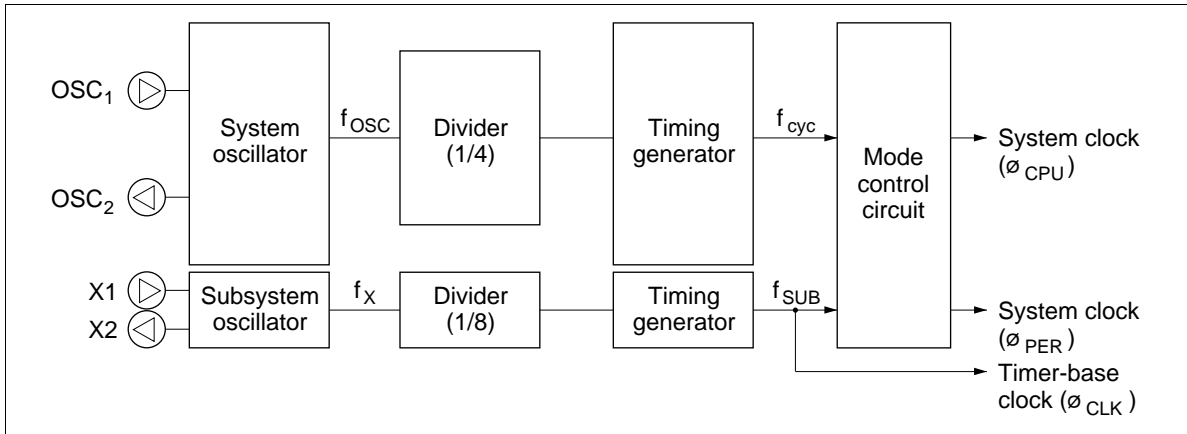 OSC1
OSC2
System
oscillator
fOSC
Divider
(1/4)
Timing
generator
fcyc
Mode
control
circuit
System clock
(ø CPU )
X1
X2
Subsystem
oscillator
fX
Divider
(1/8)
Timing
generator
fSUB
System clock
(ø PER )
Timer-base
clock (ø CLK )